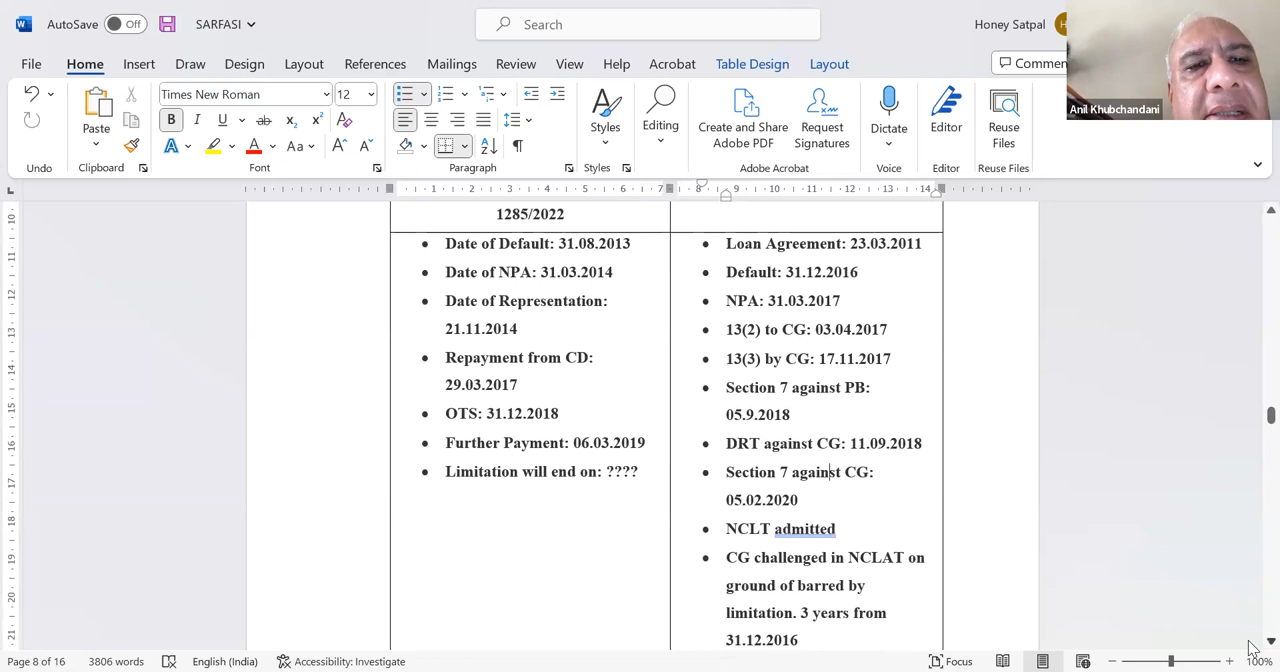 AutoSave Off SARFASI Search Honey Satpal
File Home Insert Draw Design Layout References Mailings Review View Help Acrobat Table Design Layout
Times New Roman 12
Paste
Styles
Editing
Create and Share Adobe PDF
Request Signatures
Dictate
Editor
Reuse Files
Undo Clipboard Font Paragraph Styles Adobe Acrobat Voice Editor Reuse Files
Anil Khubchandani
1285/2022
• Date of Default: 31.08.2013
• Date of NPA: 31.03.2014
• Date of Representation:
21.11.2014
• Repayment from CD:
29.03.2017
• OTS: 31.12.2018
• Further Payment: 06.03.2019
• Limitation will end on: ????
• Loan Agreement: 23.03.2011
• Default: 31.12.2016
• NPA: 31.03.2017
• 13(2) to CG: 03.04.2017
• 13(3) by CG: 17.11.2017
• Section 7 against PB:
05.9.2018
• DRT against CG: 11.09.2018
• Section 7 against CG:
05.02.2020
• NCLT admitted
• CG challenged in NCLAT on
ground of barred by
limitation. 3 years from
31.12.2016
Page 8 of 16 3806 words English (India) Accessibility: Investigate Focus 100%